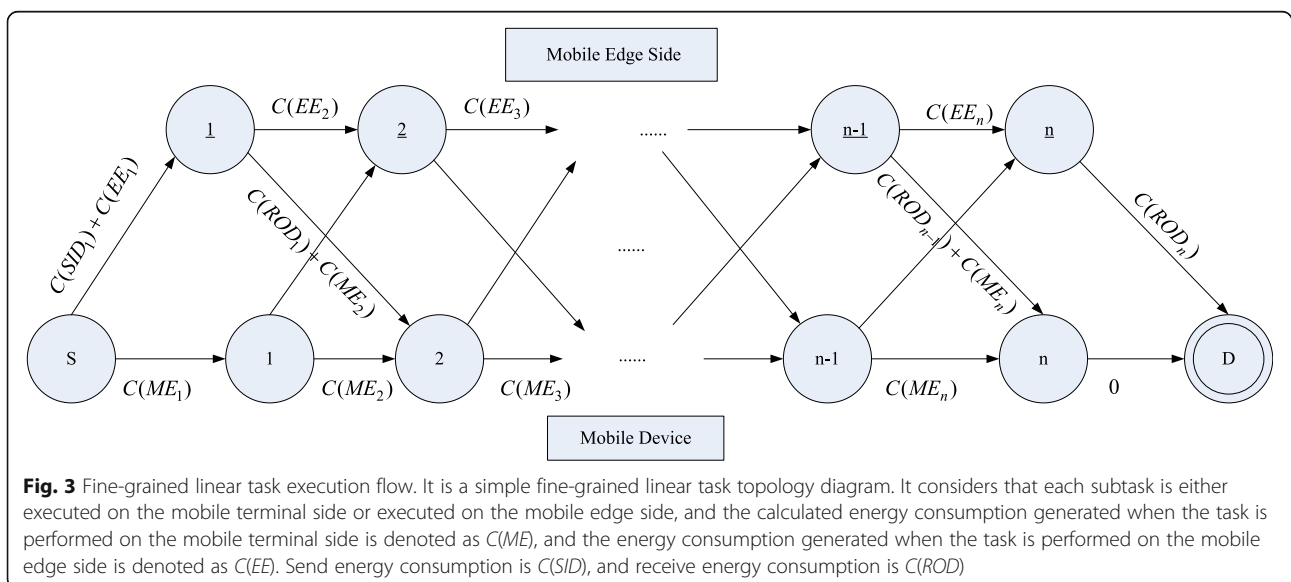 Mobile Edge Side
1 C(EE₂) 2 C(EE₃) ...... n-1 C(EEₙ) n
C(SID₁) + C(EE₁)
C(ROD₁) + C(ME₂)
......
C(RODₙ₋₁) + C(MEₙ)
C(RODₙ)
S 1 2 ...... n-1 n D
C(ME₁) C(ME₂) C(ME₃) C(MEₙ) 0
Mobile Device
Fig. 3 Fine-grained linear task execution flow. It is a simple fine-grained linear task topology diagram. It considers that each subtask is either
executed on the mobile terminal side or executed on the mobile edge side, and the calculated energy consumption generated when the task is
performed on the mobile terminal side is denoted as C(ME), and the energy consumption generated when the task is performed on the mobile
edge side is denoted as C(EE). Send energy consumption is C(SID), and receive energy consumption is C(ROD)